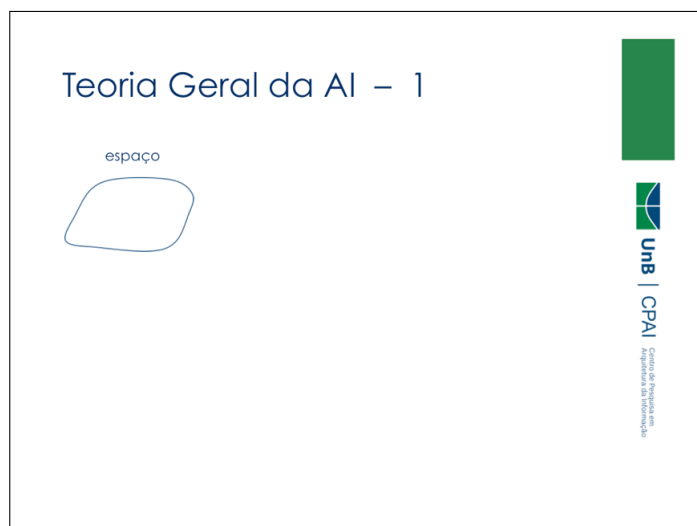 Teoria Geral da AI – 1
espaço
UnB | CPAI
Centro de Pesquisa em
Arquitetura da Informação